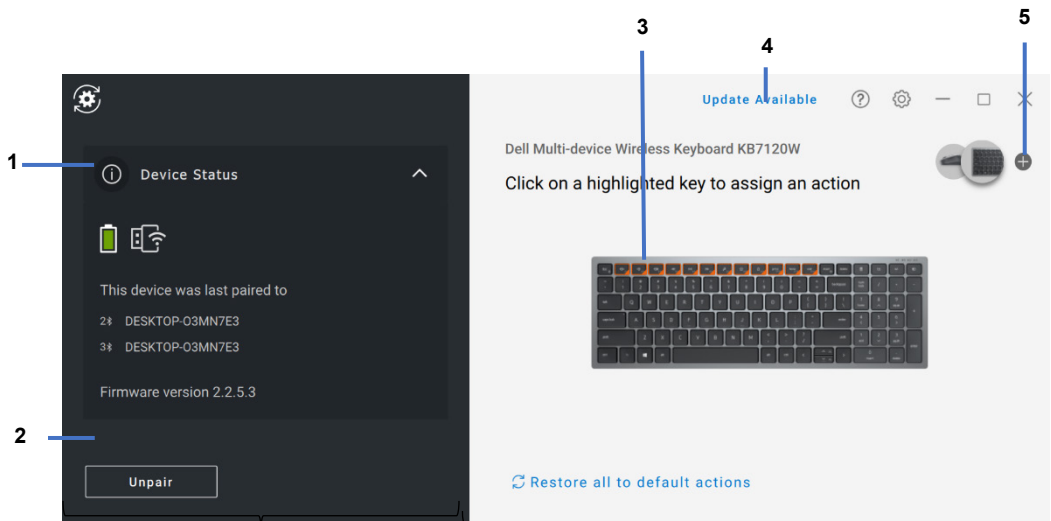 3
5
4
Update Available
1
Device Status
Dell Multi-device Wireless Keyboard KB7120W
Click on a highlighted key to assign an action
This device was last paired to
2 DESKTOP-O3MN7E3
3 DESKTOP-O3MN7E3
Firmware version 2.2.5.3
2
Unpair
Restore all to default actions